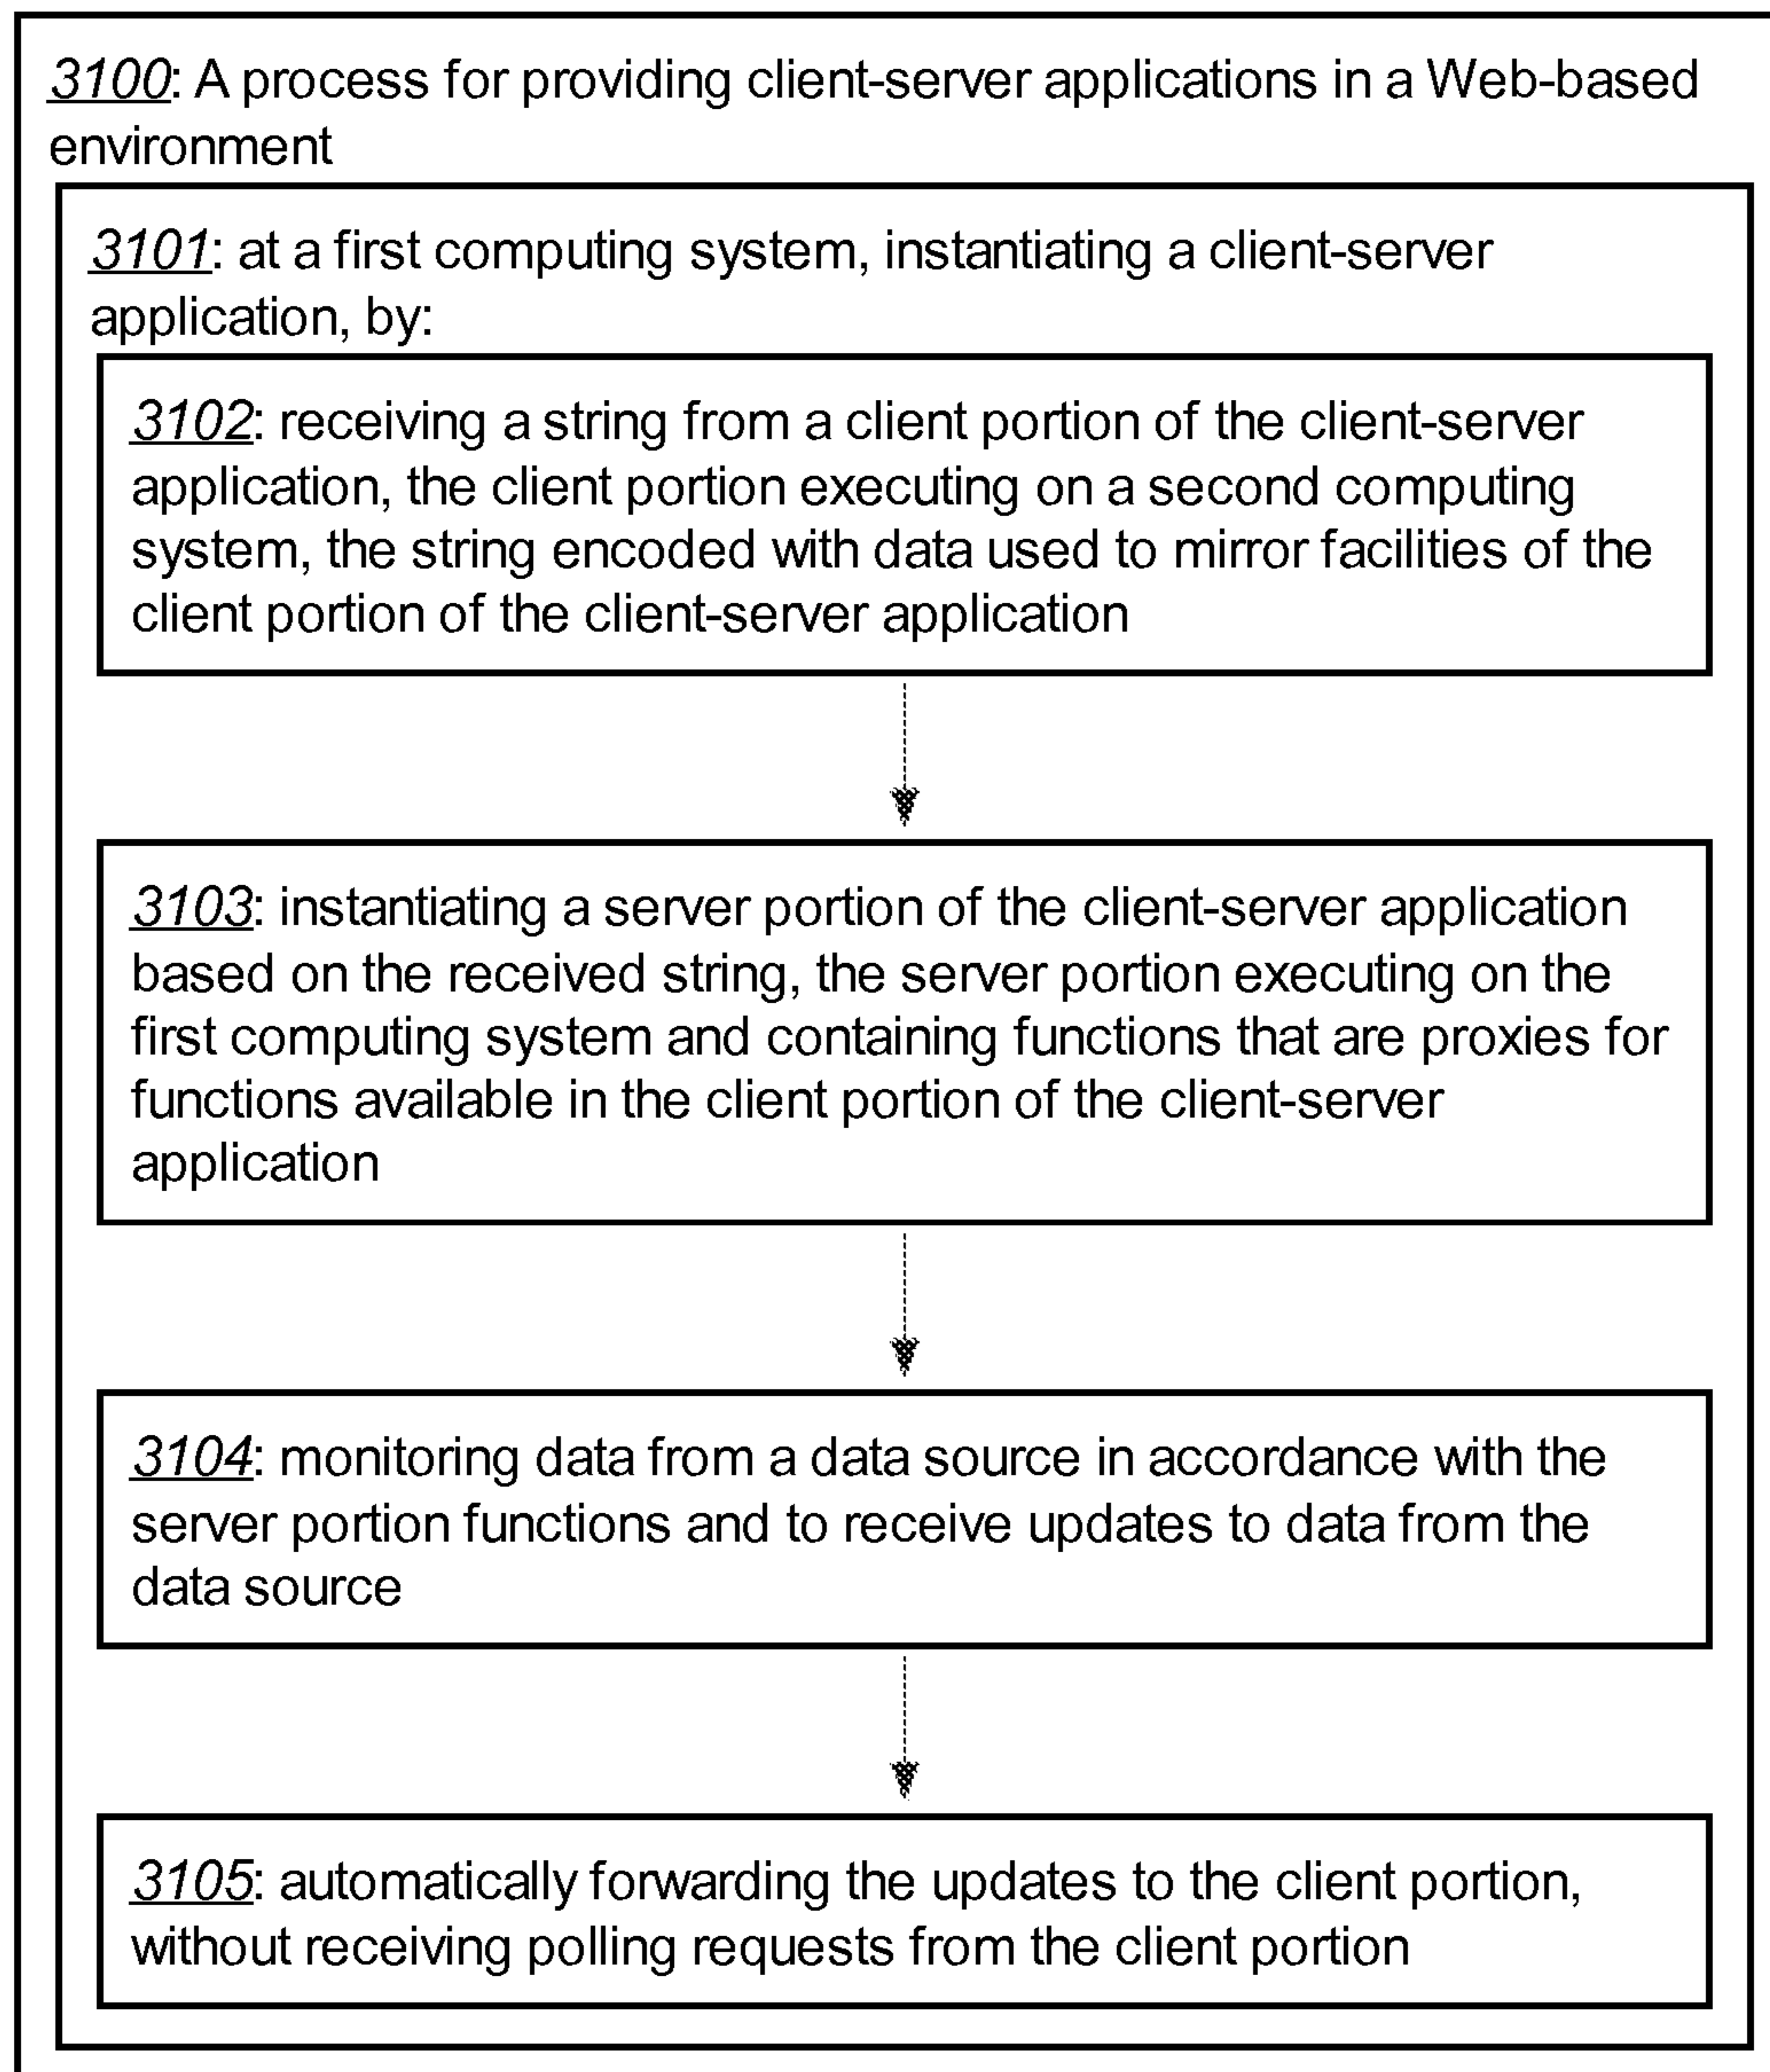 3100: A process for providing client-server applications in a Web-based
environment
3101: at a first computing system, instantiating a client-server
application, by:
3102: receiving a string from a client portion of the client-server
application, the client portion executing on a second computing
system, the string encoded with data used to mirror facilities of the
client portion of the client-server application
3103: instantiating a server portion of the client-server application
based on the received string, the server portion executing on the
first computing system and containing functions that are proxies for
functions available in the client portion of the client-server
application
3104: monitoring data from a data source in accordance with the
server portion functions and to receive updates to data from the
data source
3105: automatically forwarding the updates to the client portion,
without receiving polling requests from the client portion